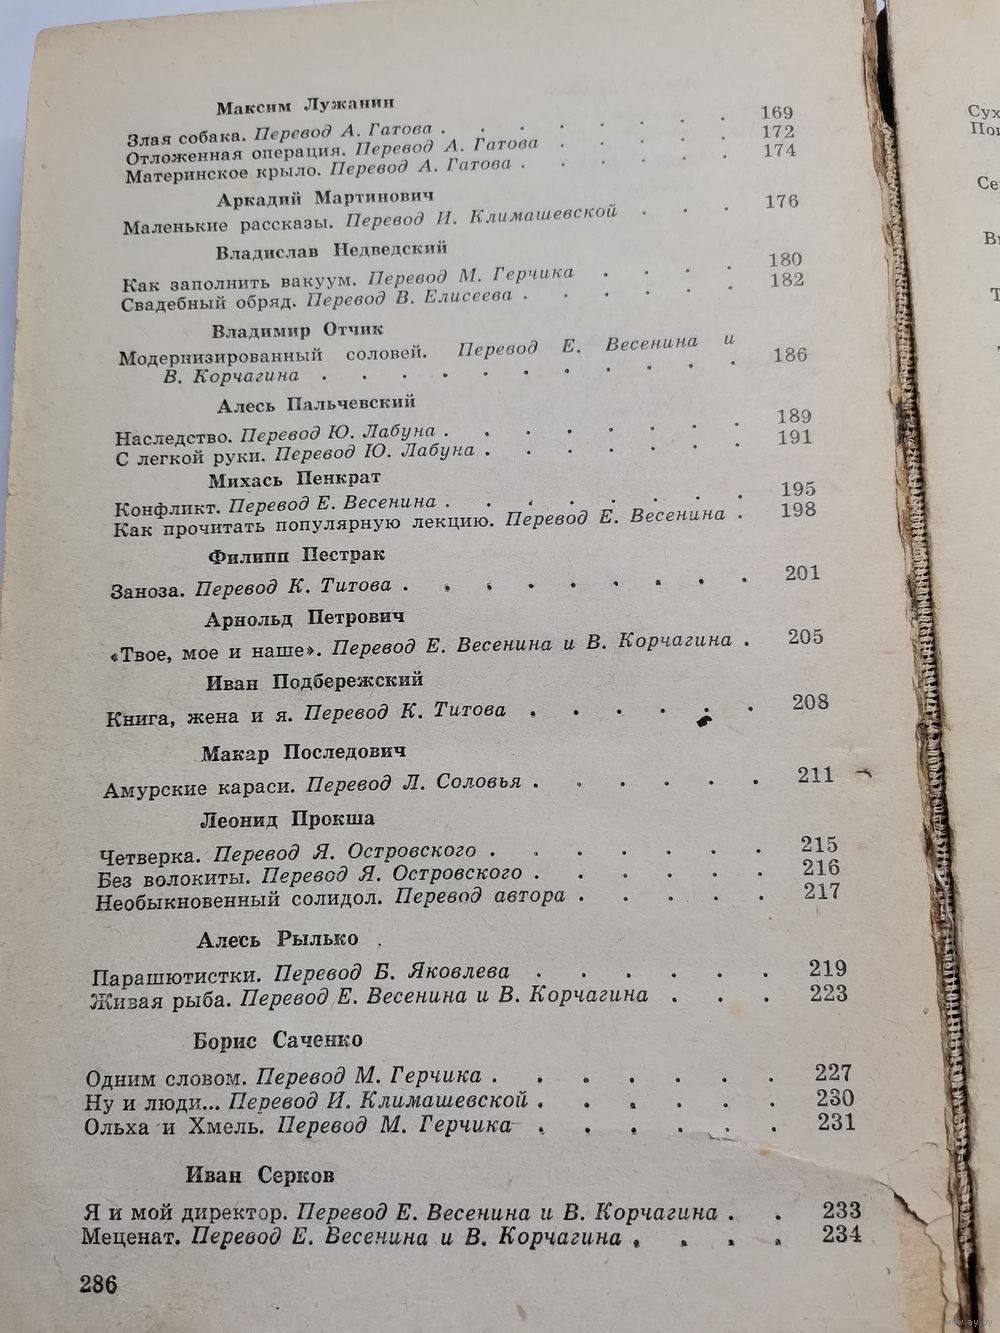 Максим Лужанин
Злая собака. Перевод А. Гатова . . . . . . . . 169
Отложенная операция. Перевод А. Гатова . . . . . 172
Материнское крыло. Перевод А. Гатова . . . . . . 174
Аркадий Мартинович
Маленькие рассказы. Перевод И. Климашевской . . . 176
Владислав Недведский
Как заполнить вакуум. Перевод М. Герчика . . . . 180
Свадебный обряд. Перевод В. Елисеева . . . . . . 182
Владимир Отчик
Модернизированный соловей. Перевод Е. Весенина и
В. Корчагина . . . . . . . . . . . 186
Алесь Пальчевский
Наследство. Перевод Ю. Лабуна . . . . . . . . 189
С легкой руки. Перевод Ю. Лабуна . . . . . . . 191
Михась Пенкрат
Конфликт. Перевод Е. Весенина . . . . . . . . 195
Как прочитать популярную лекцию. Перевод Е. Весенина . 198
Филипп Пестрак
Заноза. Перевод К. Титова . . . . . . . . . 201
Арнольд Петрович
«Твое, мое и наше». Перевод Е. Весенина и В. Корчагина . 205
Иван Подбережский
Книга, жена и я. Перевод К. Титова . . . . . . 208
Макар Последович
Амурские караси. Перевод Л. Соловья . . . . . . 211
Леонид Прокша
Четверка. Перевод Я. Островского . . . . . . . 215
Без волокиты. Перевод Я. Островского . . . . . . 216
Необыкновенный солидол. Перевод автора . . . . . 217
Алесь Рылько
Парашютистки. Перевод Б. Яковлева . . . . . . 219
Живая рыба. Перевод Е. Весенина и В. Корчагина . . . 223
Борис Саченко
Одним словом. Перевод М. Герчика . . . . . . . 227
Ну и люди... Перевод И. Климашевской . . . . . . 230
Ольха и Хмель. Перевод М. Герчика . . . . . . 231
Иван Серков
Я и мой директор. Перевод Е. Весенина и В. Корчагина . . 233
Меценат. Перевод Е. Весенина и В. Корчагина . . . . 234
286
www.ay.by